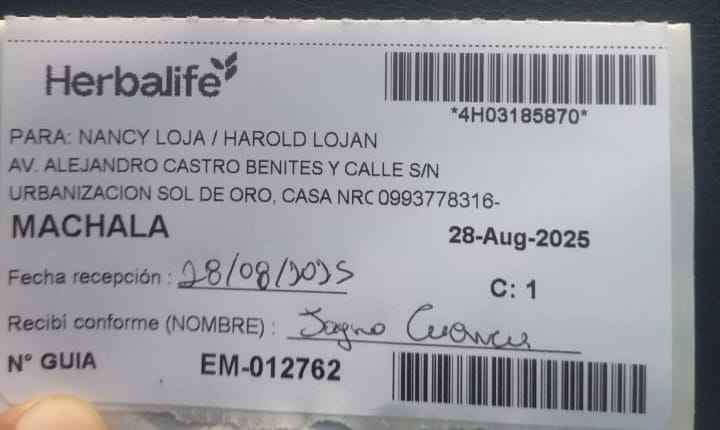 Herbalife
*4H03185870*
PARA: NANCY LOJA / HAROLD LOJAN
AV. ALEJANDRO CASTRO BENITES Y CALLE S/N
URBANIZACION SOL DE ORO, CASA NRC 0993778316-
MACHALA
28-Aug-2025
Fecha recepción : 28/08/2025
C: 1
Recibí conforme (NOMBRE) :
N° GUIA EM-012762